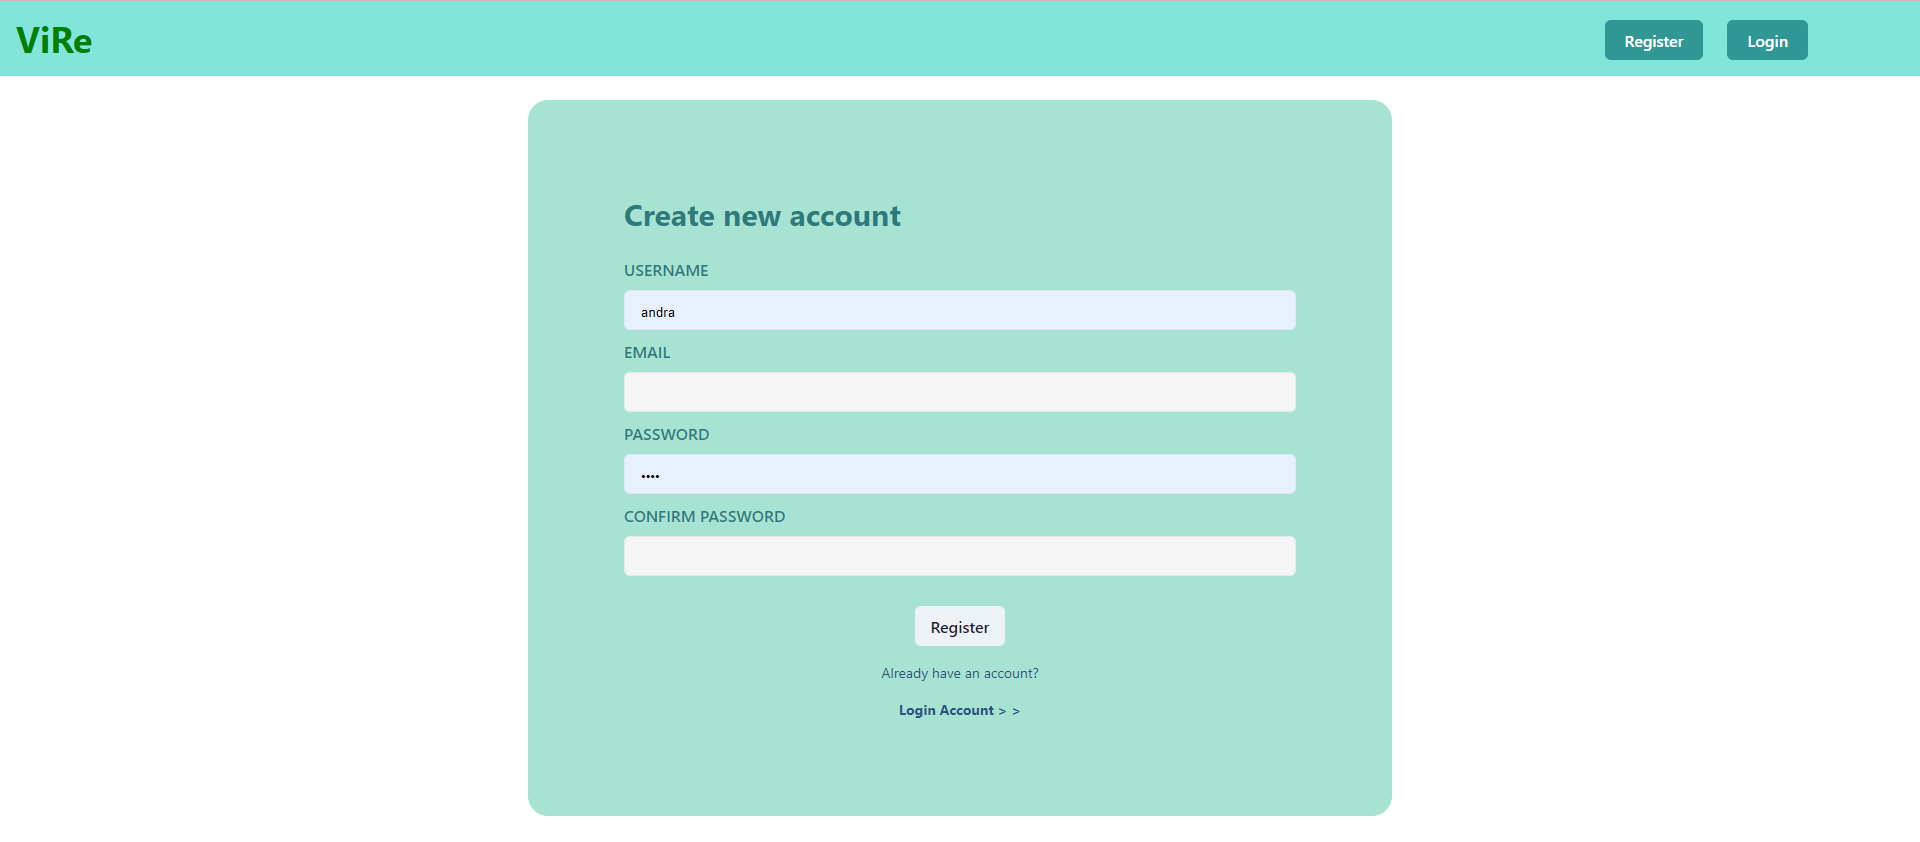 ViRe
Register
Login
Create new account
USERNAME
andra
EMAIL
PASSWORD
••••
CONFIRM PASSWORD
Register
Already have an account?
Login Account > >